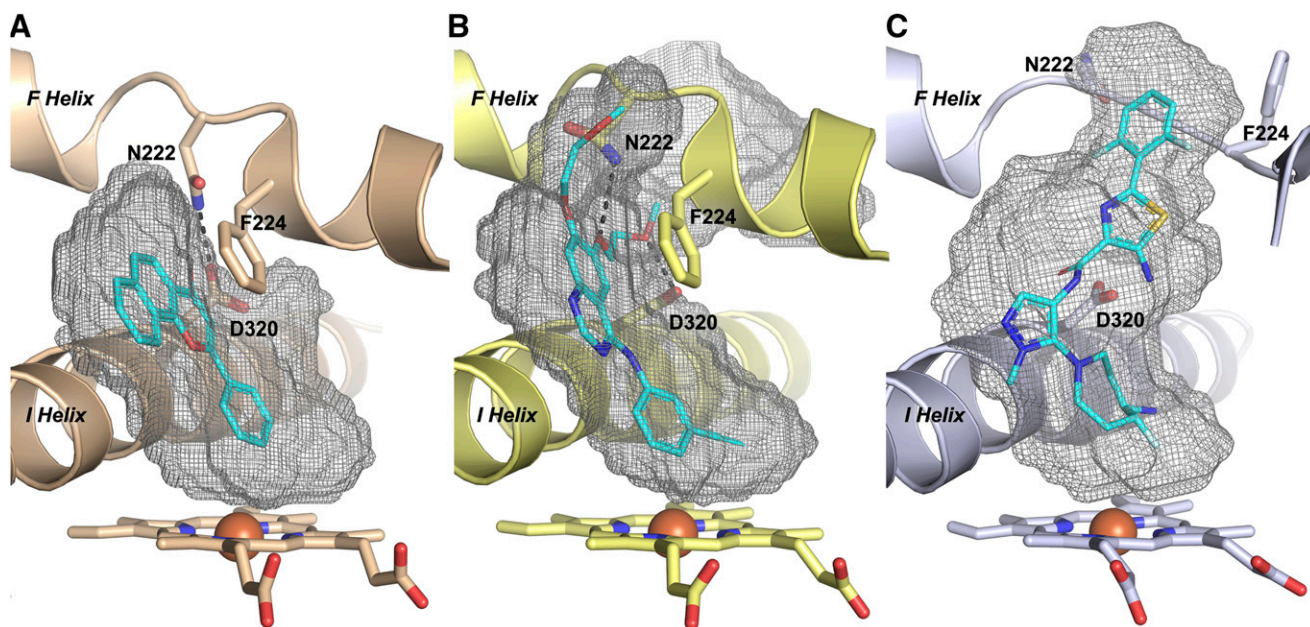 A
F Helix
N222
F224
D320
I Helix
B
F Helix
N222
F224
D320
I Helix
C
N222
F Helix
F224
D320
I Helix